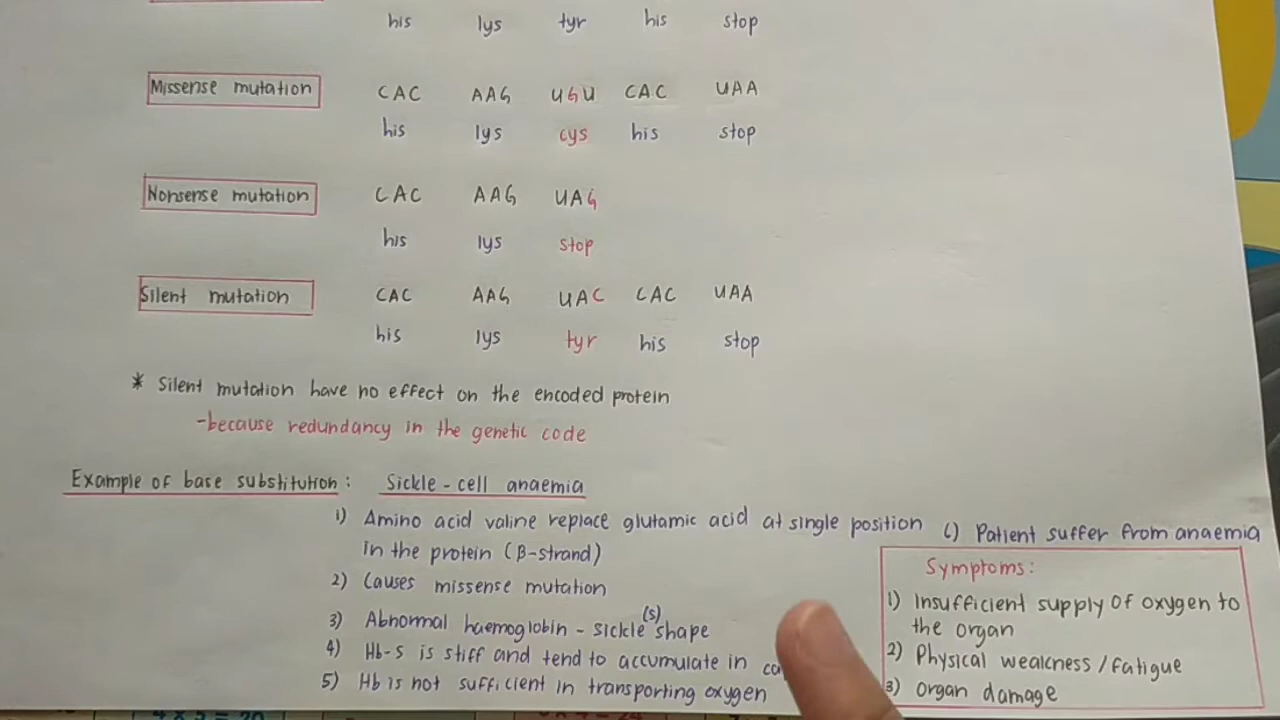 his lys tyr his stop
Missense mutation CAC AAG UGU CAC UAA
his lys cys his stop
Nonsense mutation CAC AAG UAG
his lys stop
Silent mutation CAC AAG UAC CAC UAA
his lys tyr his stop
* Silent mutation have no effect on the encoded protein
-because redundancy in the genetic code
Example of base substitution : Sickle-cell anaemia
1) Amino acid valine replace glutamic acid at single position
in the protein (β-strand)
2) Causes missense mutation
3) Abnormal haemoglobin - sickle (s) shape
4) Hb-s is stiff and tend to accumulate in
5) Hb is not sufficient in transporting oxygen
6) Patient suffer from anaemia
Symptoms:
1) Insufficient supply of oxygen to
the organ
2) Physical weakness/fatigue
3) organ damage